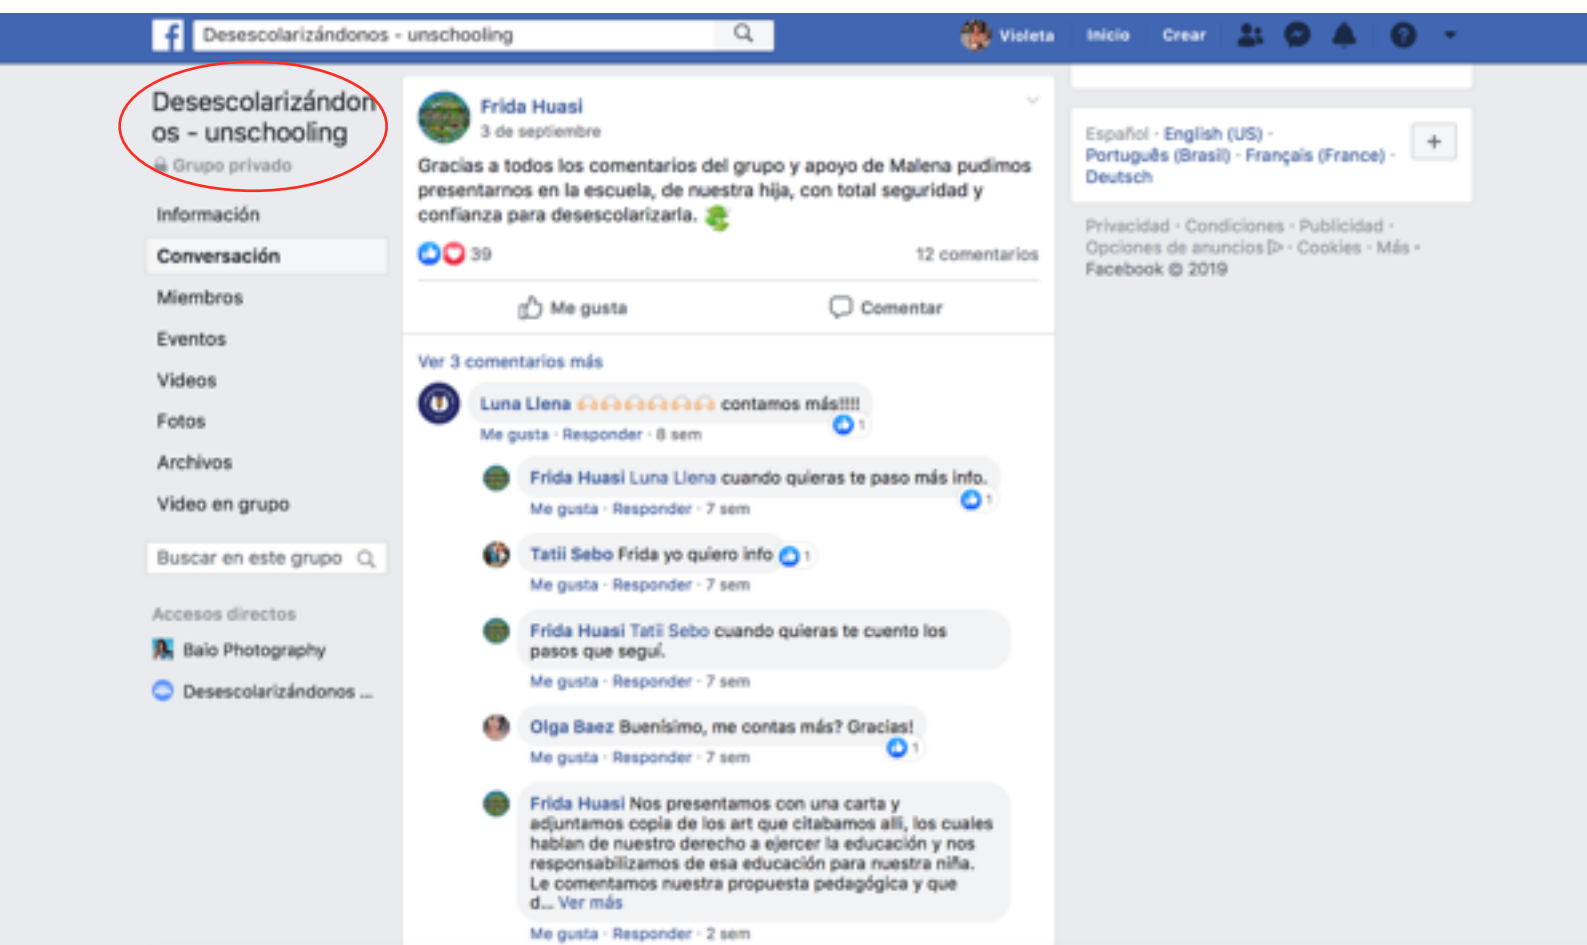 Desescolarizándonos - unschooling
Violeta
Inicio
Crear
Desescolarizándon
os - unschooling
Grupo privado
Información
Conversación
Miembros
Eventos
Videos
Fotos
Archivos
Video en grupo
Buscar en este grupo
Accesos directos
Baio Photography
Desescolarizándonos ...
Frida Huasi
3 de septiembre
Gracias a todos los comentarios del grupo y apoyo de Malena pudimos
presentarnos en la escuela, de nuestra hija, con total seguridad y
confianza para desescolarizarla.
39
12 comentarios
Me gusta
Comentar
Ver 3 comentarios más
Luna Llena contamos más!!!!
1
Me gusta · Responder · 8 sem
Frida Huasi Luna Llena cuando quieras te paso más info.
1
Me gusta · Responder · 7 sem
Tatii Sebo Frida yo quiero info
1
Me gusta · Responder · 7 sem
Frida Huasi Tatii Sebo cuando quieras te cuento los
pasos que seguí.
Me gusta · Responder · 7 sem
Olga Baez Buenísimo, me contas más? Gracias!
1
Me gusta · Responder · 7 sem
Frida Huasi Nos presentamos con una carta y
adjuntamos copia de los art que citabamos alli, los cuales
hablan de nuestro derecho a ejercer la educación y nos
responsabilizamos de esa educación para nuestra niña.
Le comentamos nuestra propuesta pedagógica y que
d... Ver más
Me gusta · Responder · 2 sem
Español · English (US) ·
Português (Brasil) · Français (France) ·
Deutsch
+
Privacidad · Condiciones · Publicidad ·
Opciones de anuncios · Cookies · Más
Facebook © 2019